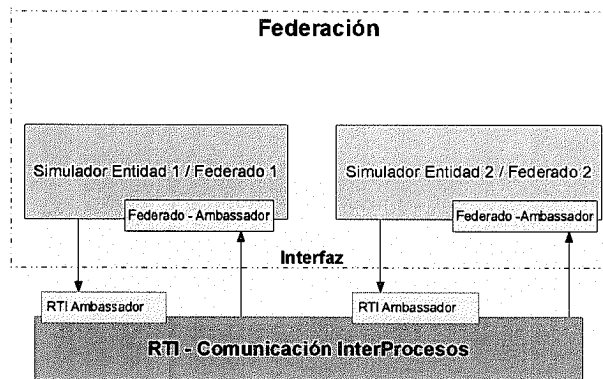 Federación
Simulador Entidad 1 / Federado 1
Simulador Entidad 2 / Federado 2
Federado - Ambassador
Federado -Ambassador
Interfaz
RTI Ambassador
RTI Ambassador
RTI - Comunicación InterProcesos